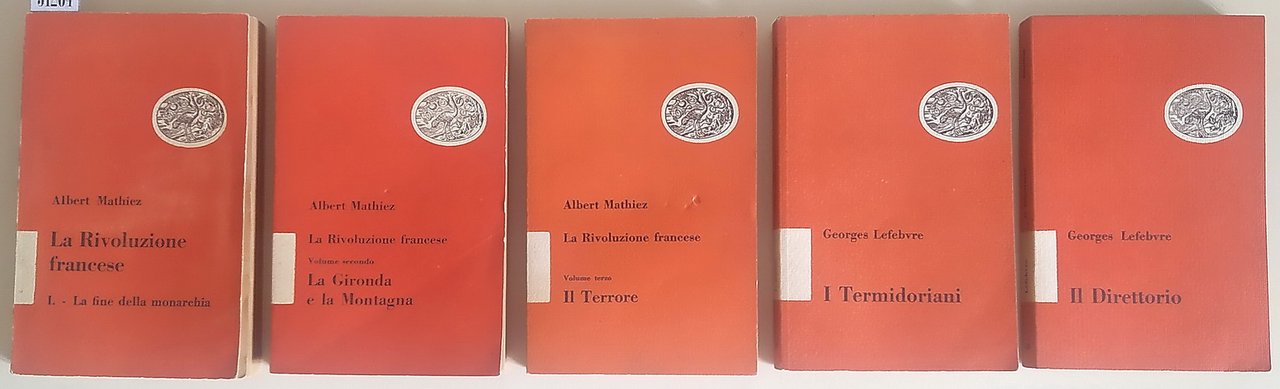 Albert Mathiez
La Rivoluzione
francese
I. - La fine della monarchia
Albert Mathiez
La Rivoluzione francese
Volume secondo
La Gironda
e la Montagna
Albert Mathiez
La Rivoluzione francese
Volume terzo
Il Terrore
Georges Lefebvre
I Termidoriani
Georges Lefebvre
Il Direttorio